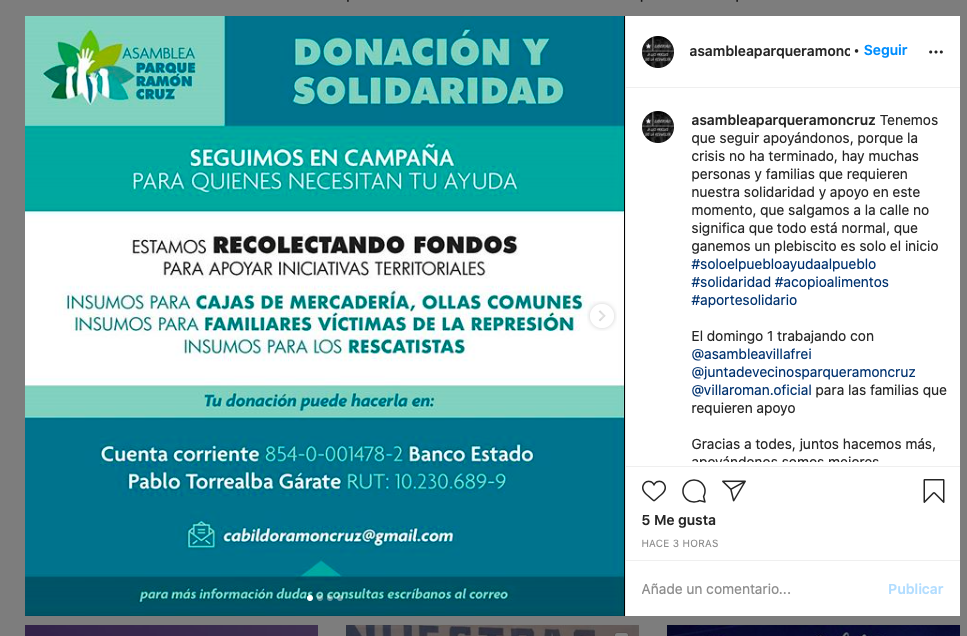 ASAMBLEA
PARQUE
RAMÓN
CRUZ
DONACIÓN Y
SOLIDARIDAD
SEGUIMOS EN CAMPAÑA
PARA QUIENES NECESITAN TU AYUDA
ESTAMOS RECOLECTANDO FONDOS
PARA APOYAR INICIATIVAS TERRITORIALES
INSUMOS PARA CAJAS DE MERCADERÍA, OLLAS COMUNES
INSUMOS PARA FAMILIARES VÍCTIMAS DE LA REPRESIÓN
INSUMOS PARA LOS RESCATISTAS
Tu donación puede hacerla en:
Cuenta corriente 854-0-001478-2 Banco Estado
Pablo Torrealba Gárate RUT: 10.230.689-9
cabildoramoncruz@gmail.com
para más información dudas o consultas escríbanos al correo
asambleaparqueramonc • Seguir
asambleaparqueramoncruz Tenemos
que seguir apoyándonos, porque la
crisis no ha terminado, hay muchas
personas y familias que requieren
nuestra solidaridad y apoyo en este
momento, que salgamos a la calle no
significa que todo está normal, que
ganemos un plebiscito es solo el inicio
#soloelpuebloayudaalpueblo
#solidaridad #acopioalimentos
#aportesolidario
El domingo 1 trabajando con
@asambleavillafrei
@juntadevecinosparqueramoncruz
@villaroman.oficial para las familias que
requieren apoyo
Gracias a todes, juntos hacemos más,
apoyándonos somos mejores
5 Me gusta
HACE 3 HORAS
Añade un comentario...
Publicar